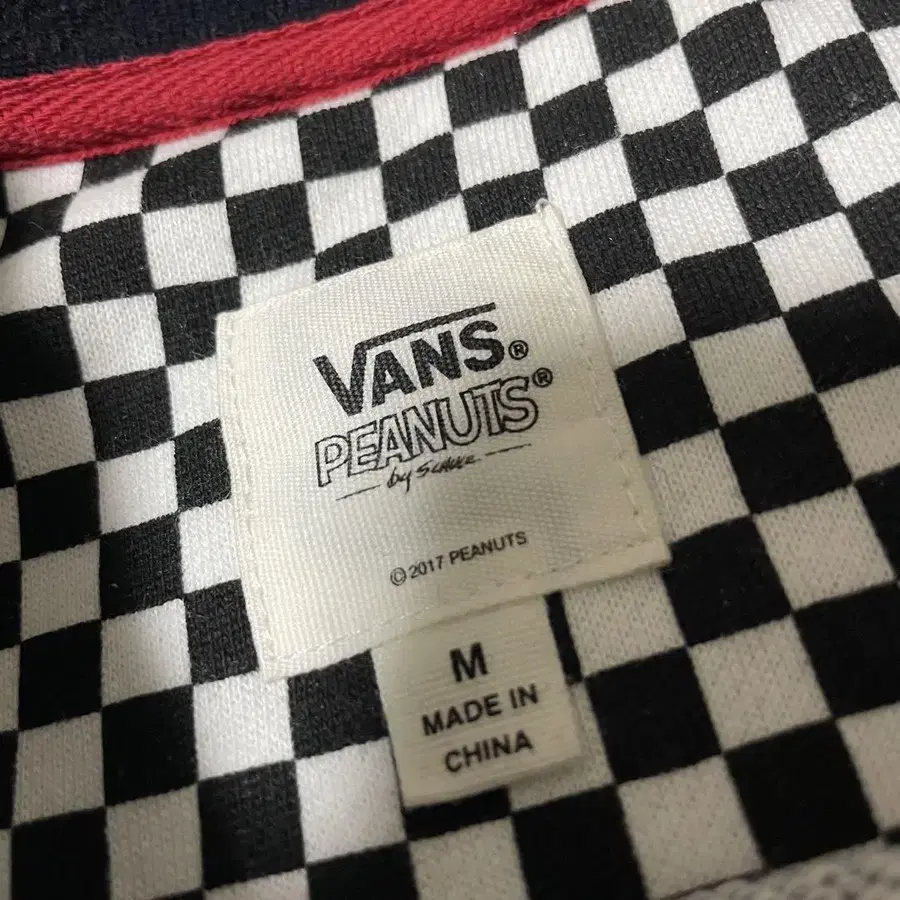 VANS®
PEANUTS®
by SCHULZ
© 2017 PEANUTS
M
MADE IN
CHINA